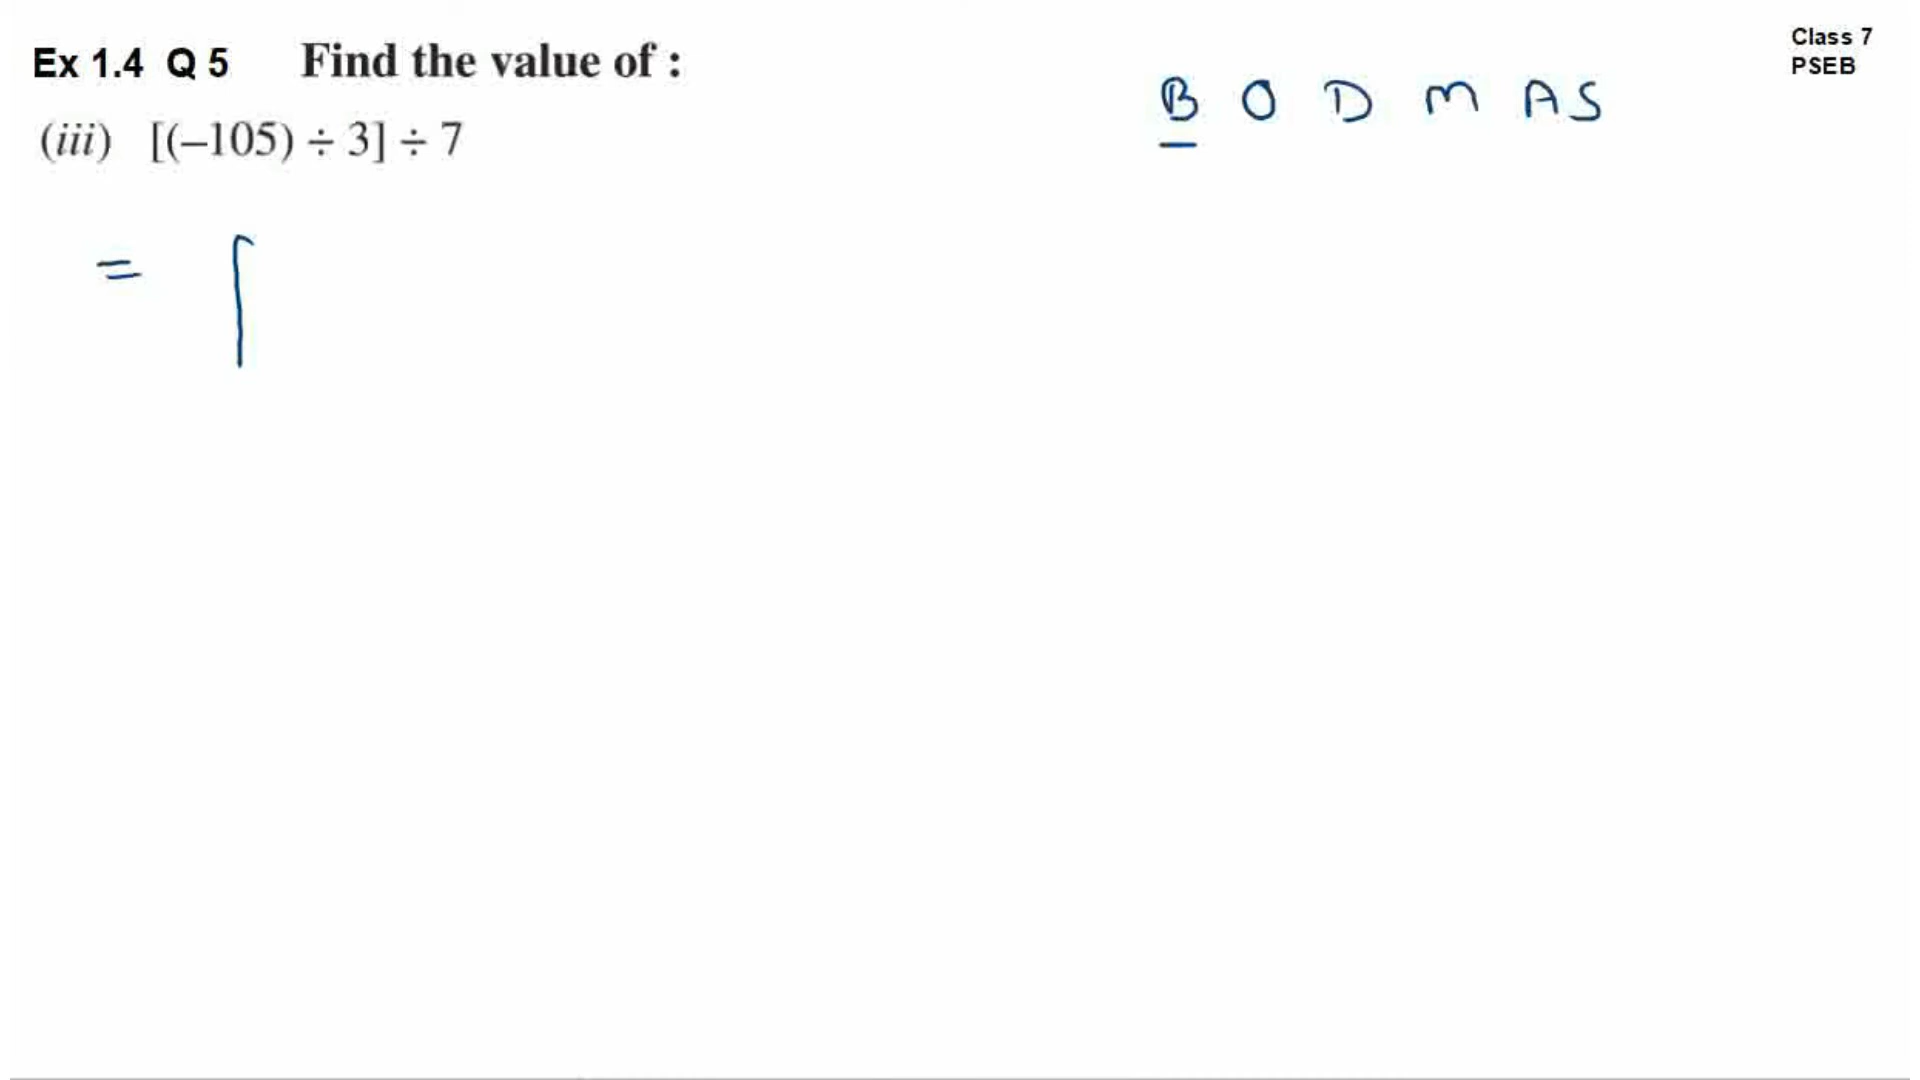 Ex 1.4 Q 5 Find the value of :
Class 7
PSEB
B O D M A S
(iii) [(–105) ÷ 3] ÷ 7
= [